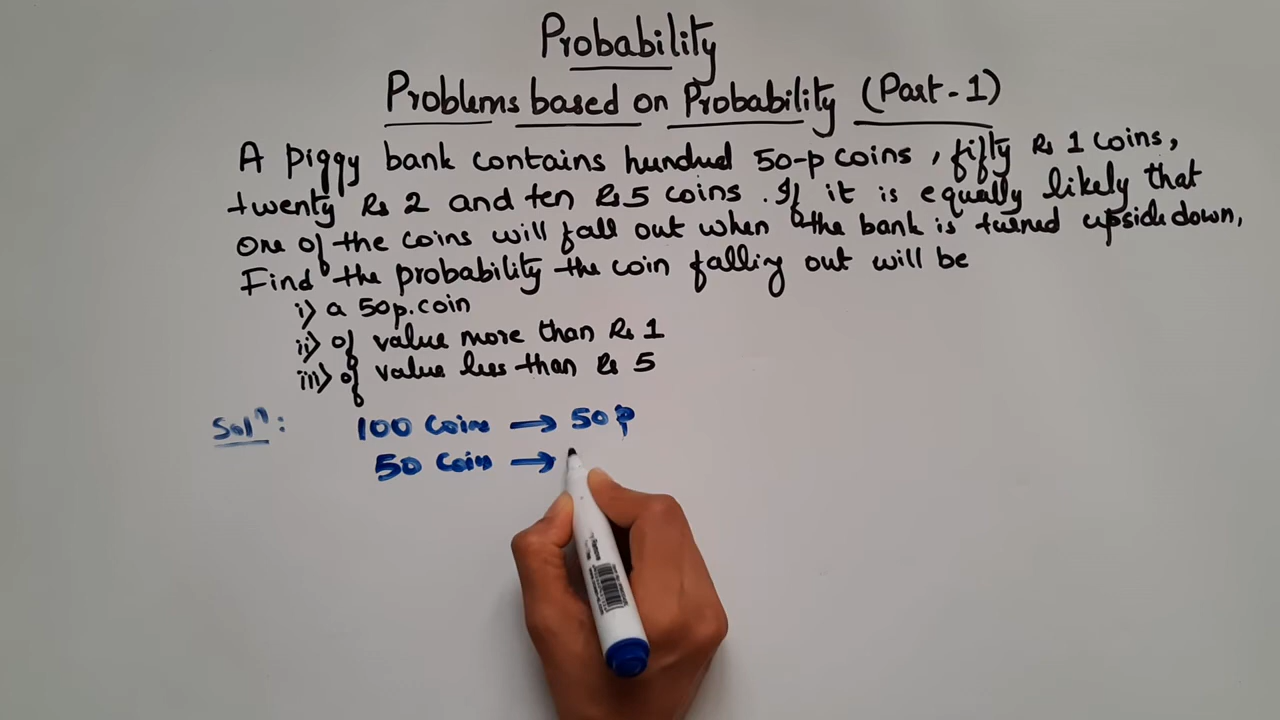 Probability
Problems based on Probability (Part-1)
A piggy bank contains hundred 50-p coins, fifty Rs 1 coins,
twenty Rs 2 and ten Rs 5 coins. If it is equally likely that
One of the coins will fall out when the bank is turned upside down,
Find the probability the coin falling out will be
i) a 50p.coin
ii) of value more than Rs 1
iii) of value less than Rs 5
Solⁿ: 100 Coins → 50 p
50 Coins →